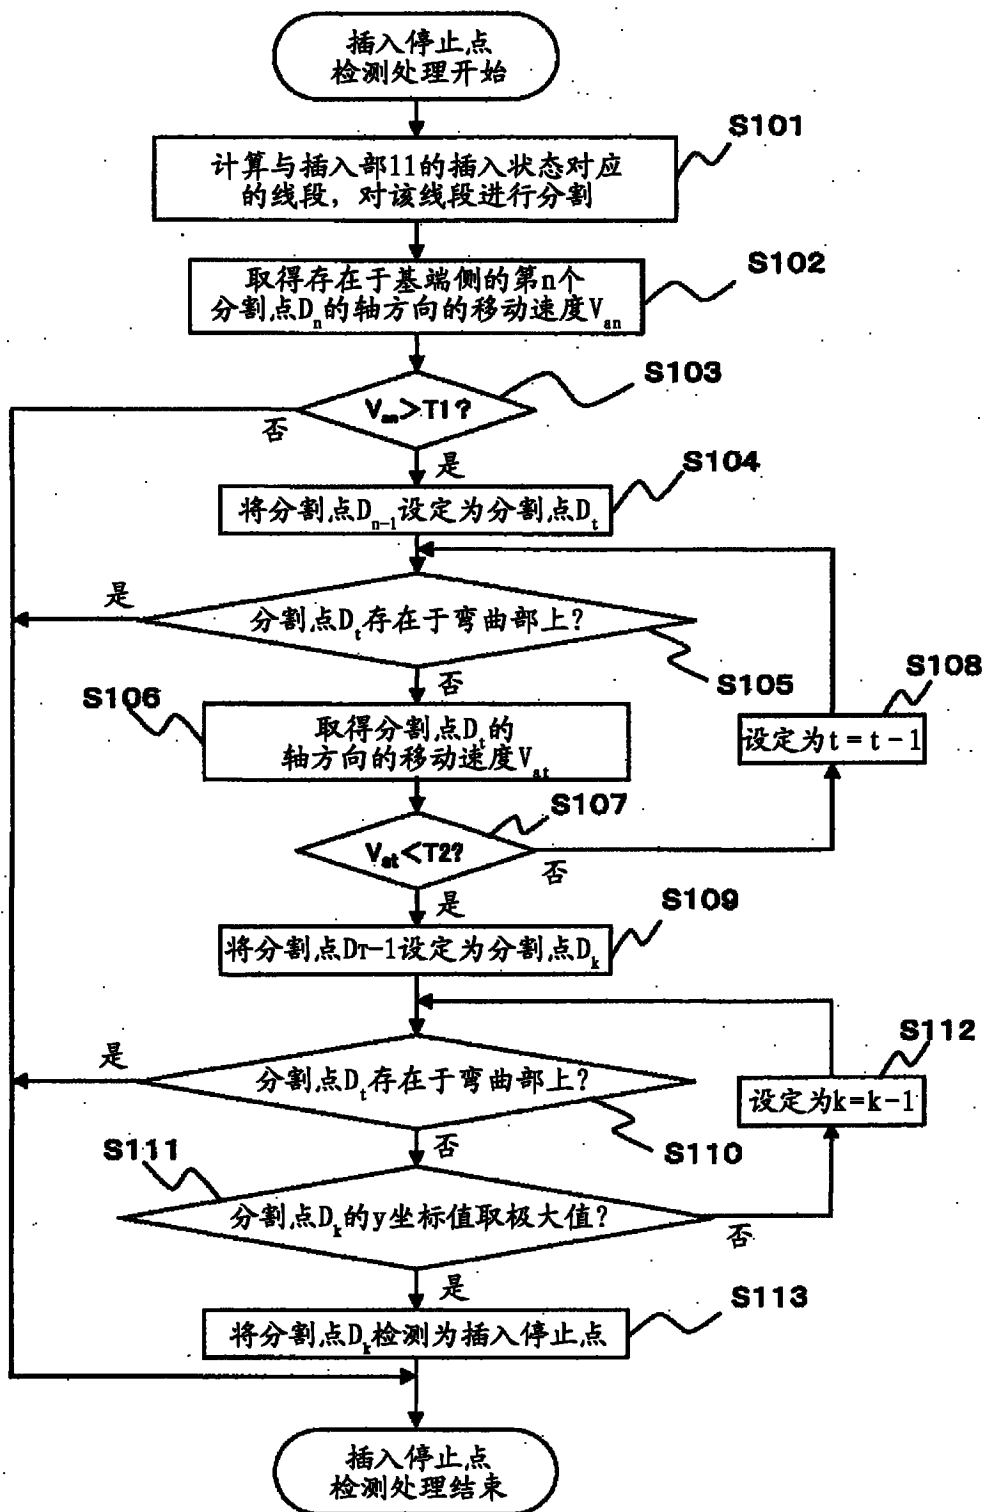 插入停止点
检测处理开始
S101
计算与插入部11的插入状态对应
的线段，对该线段进行分割
S102
取得存在于基端侧的第n个
分割点Dn的轴方向的移动速度Van
S103
Van>T1?
否
是
S104
将分割点Dn-1设定为分割点Dt
是
分割点Dt存在于弯曲部上?
S105
否
S106
取得分割点Dt的
轴方向的移动速度Vat
S108
设定为t=t-1
S107
Vat<T2?
否
是
S109
将分割点DT-1设定为分割点Dk
是
分割点Dt存在于弯曲部上?
S110
否
S112
设定为k=k-1
S111
分割点Dk的y坐标值取极大值?
否
是
S113
将分割点Dk检测为插入停止点
插入停止点
检测处理结束